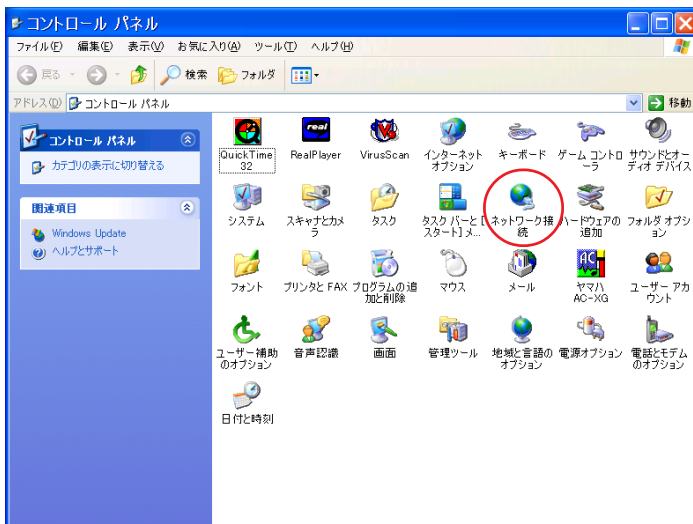 コントロール パネル
ファイル(F) 編集(E) 表示(V) お気に入り(A) ツール(T) ヘルプ(H)
戻る 検索 フォルダ
アドレス(D) コントロール パネル 移動
コントロール パネル
カテゴリの表示に切り替える
関連項目
Windows Update
ヘルプとサポート
QuickTime
32
real
RealPlayer
VirusScan
インターネット
オプション
キーボード
ゲーム コントロ
ーラ
サウンドとオー
ディオ デバイス
システム
スキャナとカメ
ラ
タスク
タスク バーと [
スタート] メ...
ネットワーク接
続
ハードウェアの
追加
フォルダ オプシ
ョン
フォント
プリンタと FAX
プログラムの追
加と削除
マウス
メール
AC
XG
ヤマハ
AC-XG
ユーザー アカ
ウント
ユーザー補助
のオプション
音声認識
画面
管理ツール
地域と言語の
オプション
電源オプション
電話とモデム
のオプション
日付と時刻